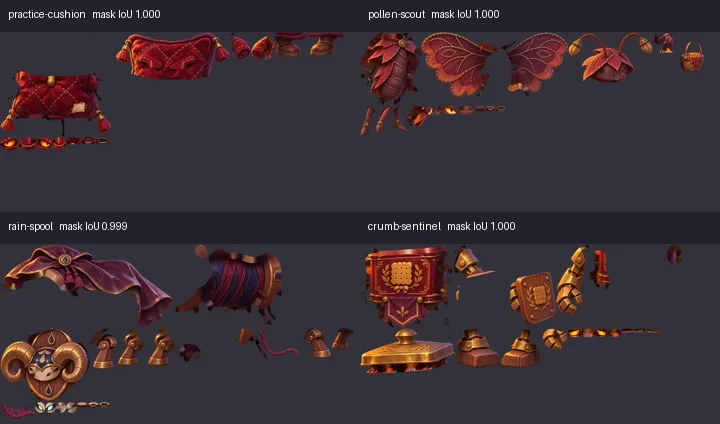 practice-cushion mask IoU 1.000
pollen-scout mask IoU 1.000
rain-spool mask IoU 0.999
crumb-sentinel mask IoU 1.000